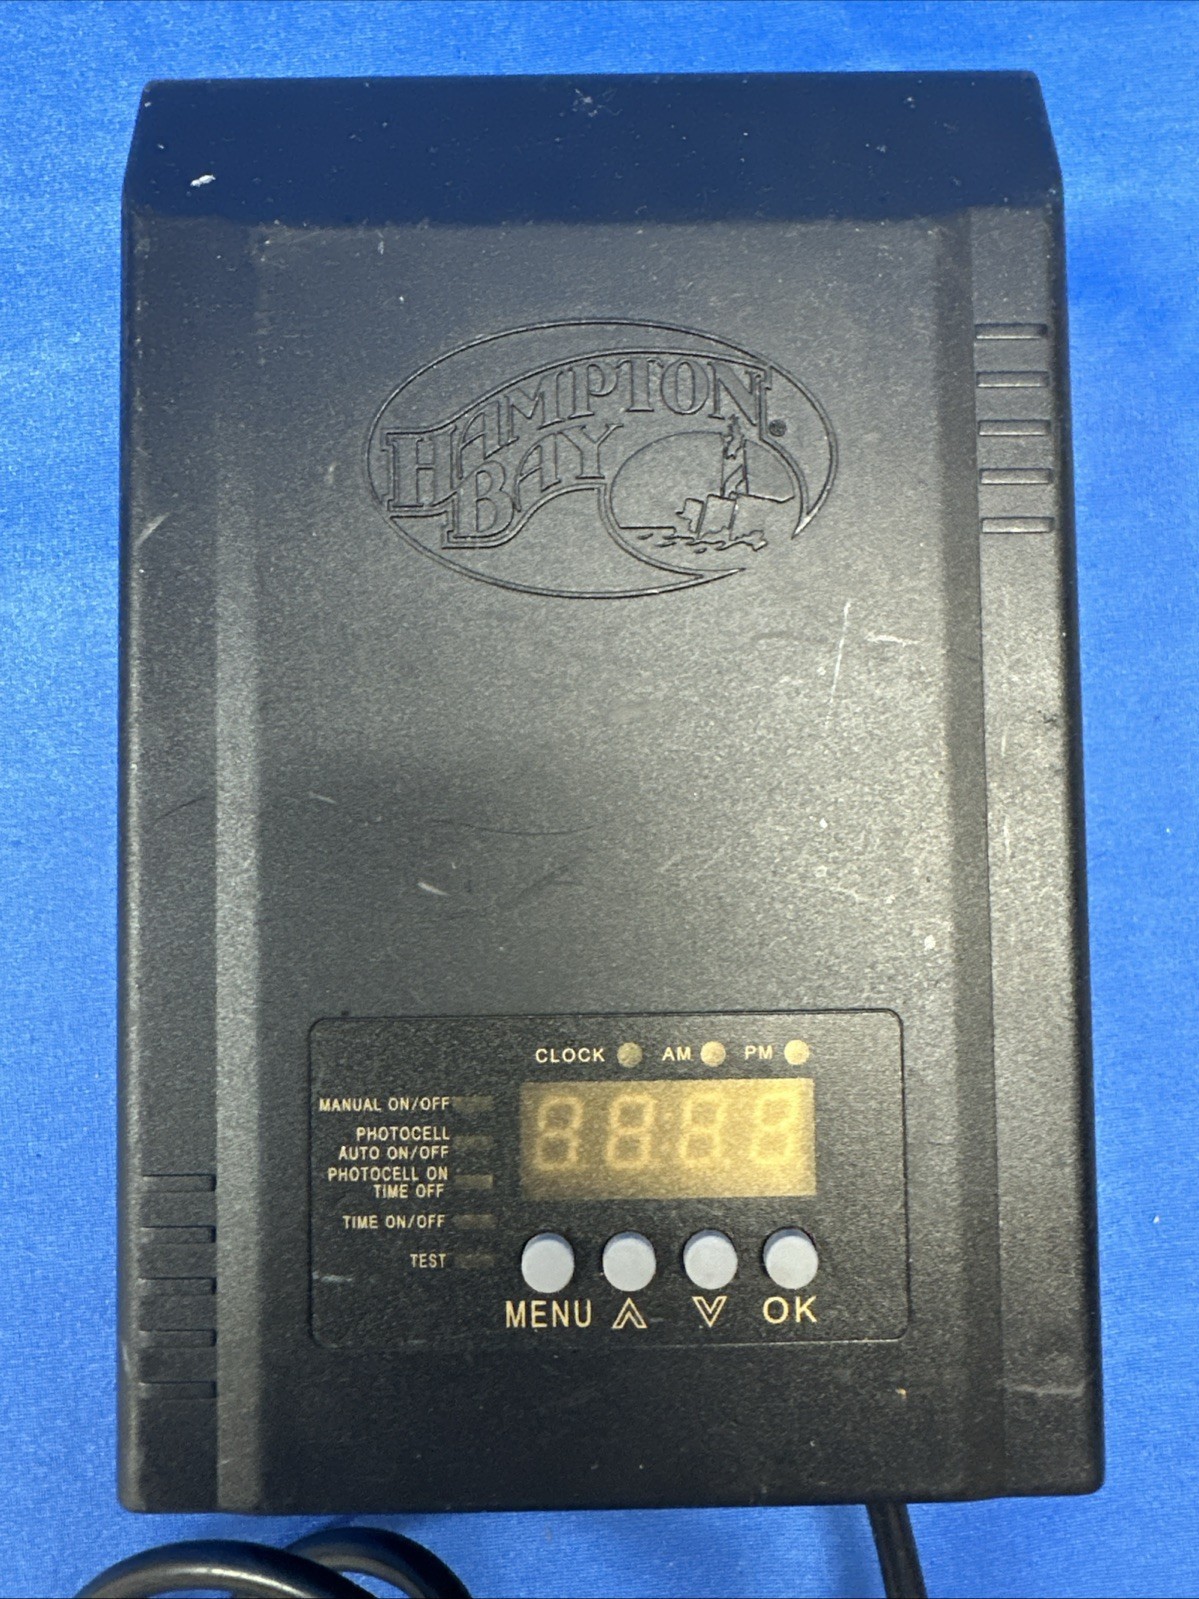 HAMPTON
BAY®
CLOCK AM PM
MANUAL ON/OFF
PHOTOCELL
AUTO ON/OFF
PHOTOCELL ON
TIME OFF
TIME ON/OFF
TEST
MENU OK